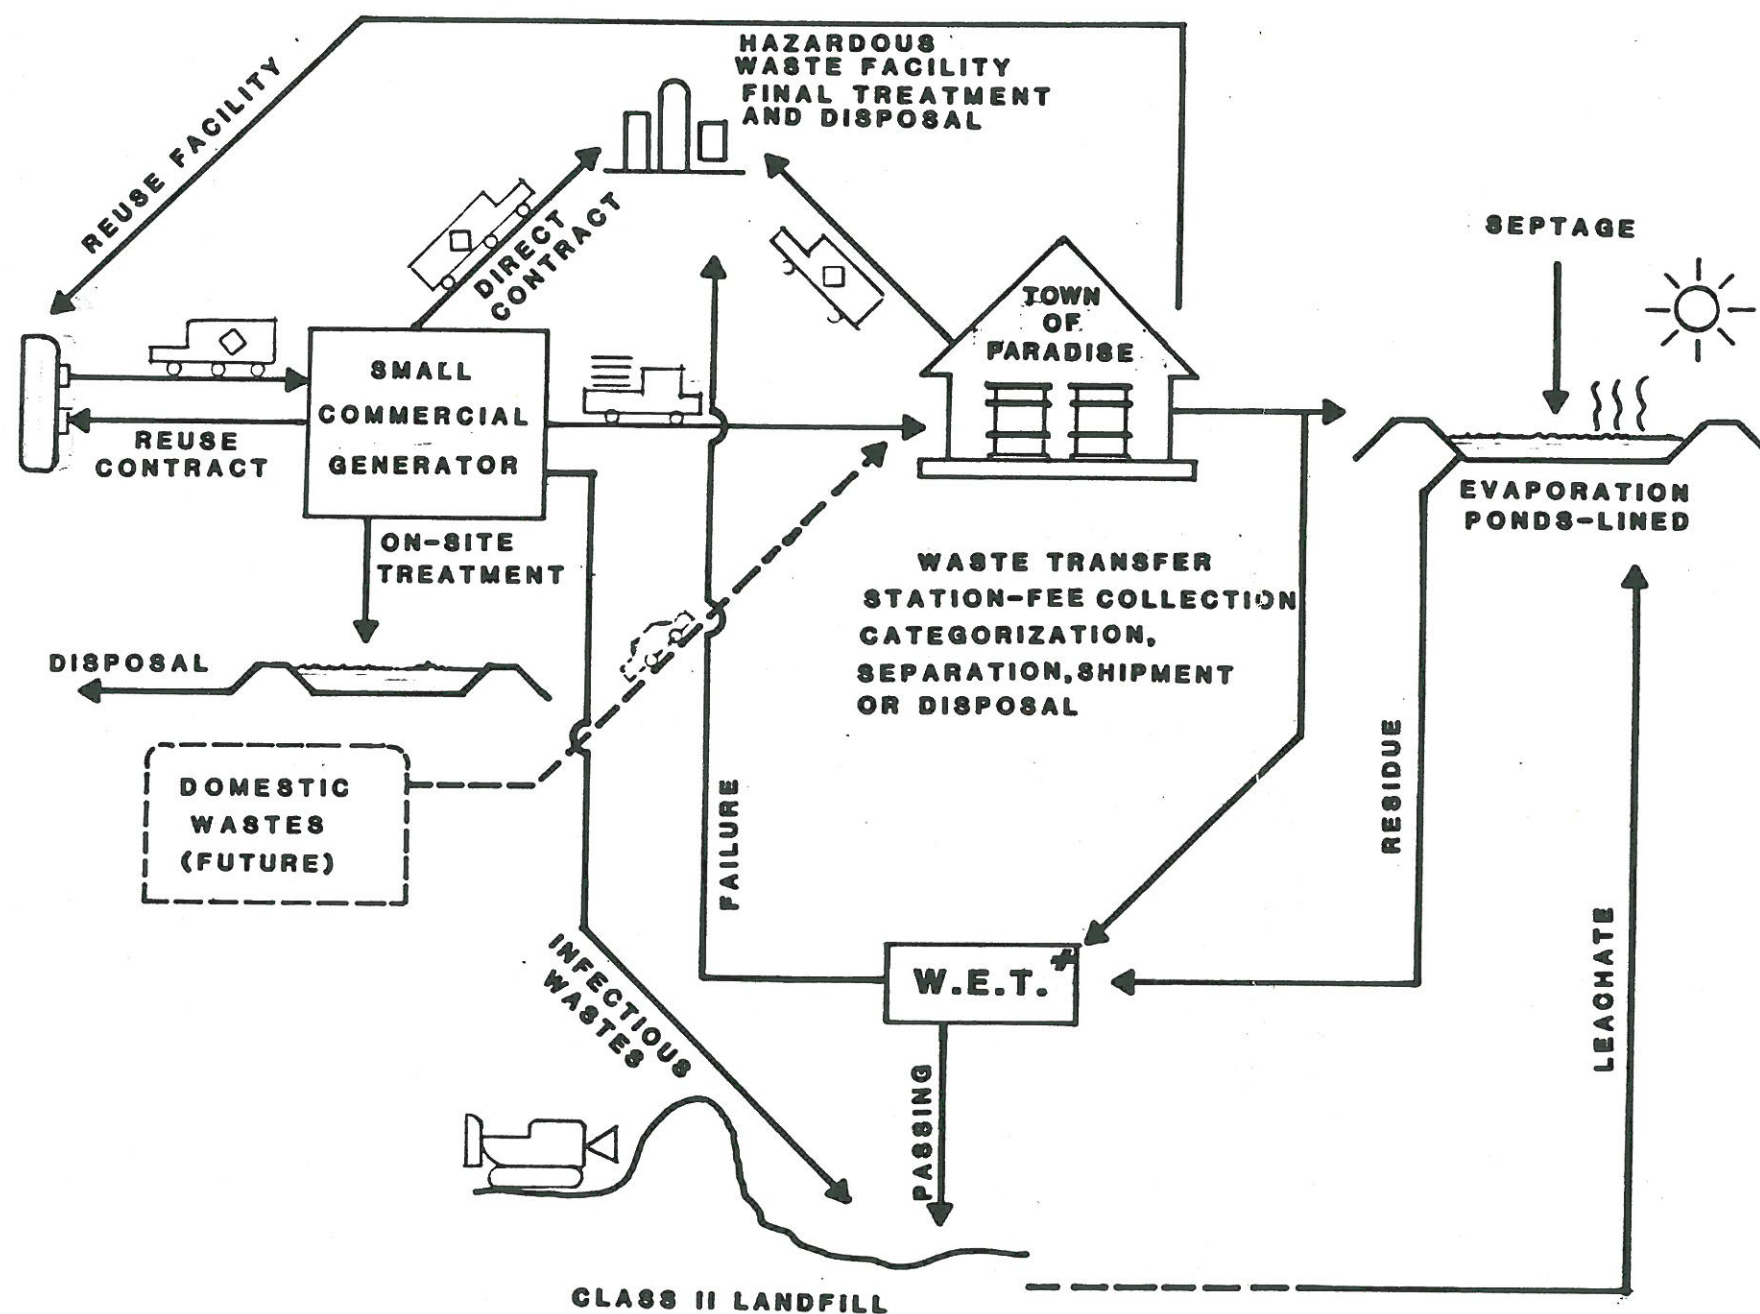 HAZARDOUS
WASTE FACILITY
FINAL TREATMENT
AND DISPOSAL
REUSE FACILITY
DIRECT
CONTRACT
SEPTAGE
TOWN
OF
PARADISE
SMALL
COMMERCIAL
GENERATOR
REUSE
CONTRACT
EVAPORATION
PONDS-LINED
ON-SITE
TREATMENT
WASTE TRANSFER
STATION-FEE COLLECTION
CATEGORIZATION,
SEPARATION, SHIPMENT
OR DISPOSAL
DISPOSAL
DOMESTIC
WASTES
(FUTURE)
FAILURE
RESIDUE
INFECTIOUS
WASTES
W.E.T.+
LEACHATE
PASSING
CLASS II LANDFILL